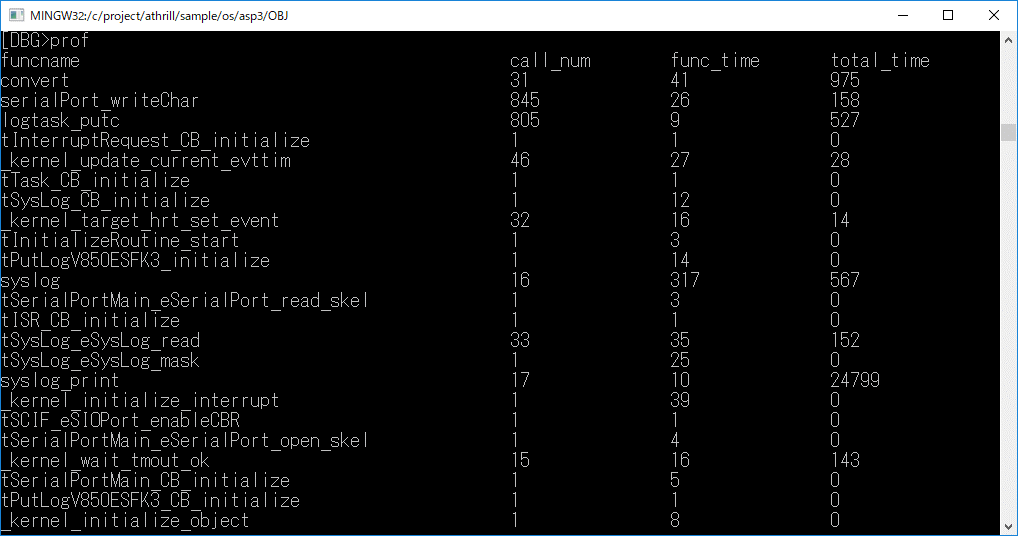 MINGW32:/c/project/athrill/sample/os/asp3/OBJ
[DBG>prof
funcname call_num func_time total_time
convert 31 41 975
serialPort_writeChar 845 26 158
logtask_putc 805 9 527
tInterruptRequest_CB_initialize 1 1 0
_kernel_update_current_evttim 46 27 28
tTask_CB_initialize 1 1 0
tSysLog_CB_initialize 1 12 0
_kernel_target_hrt_set_event 32 16 14
tInitializeRoutine_start 1 3 0
tPutLogV850ESFK3_initialize 1 14 0
syslog 16 317 567
tSerialPortMain_eSerialPort_read_skel 1 3 0
tISR_CB_initialize 1 1 0
tSysLog_eSysLog_read 33 35 152
tSysLog_eSysLog_mask 1 25 0
syslog_print 17 10 24799
_kernel_initialize_interrupt 1 39 0
tSCIF_eSIOPort_enableCBR 1 1 0
tSerialPortMain_eSerialPort_open_skel 1 4 0
_kernel_wait_tmout_ok 15 16 143
tSerialPortMain_CB_initialize 1 5 0
tPutLogV850ESFK3_CB_initialize 1 1 0
_kernel_initialize_object 1 8 0